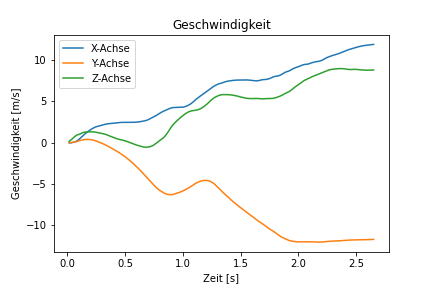 Geschwindigkeit
X-Achse
Y-Achse
Z-Achse
Geschwindigkeit [m/s]
10
5
0
−5
−10
0.0 0.5 1.0 1.5 2.0 2.5
Zeit [s]